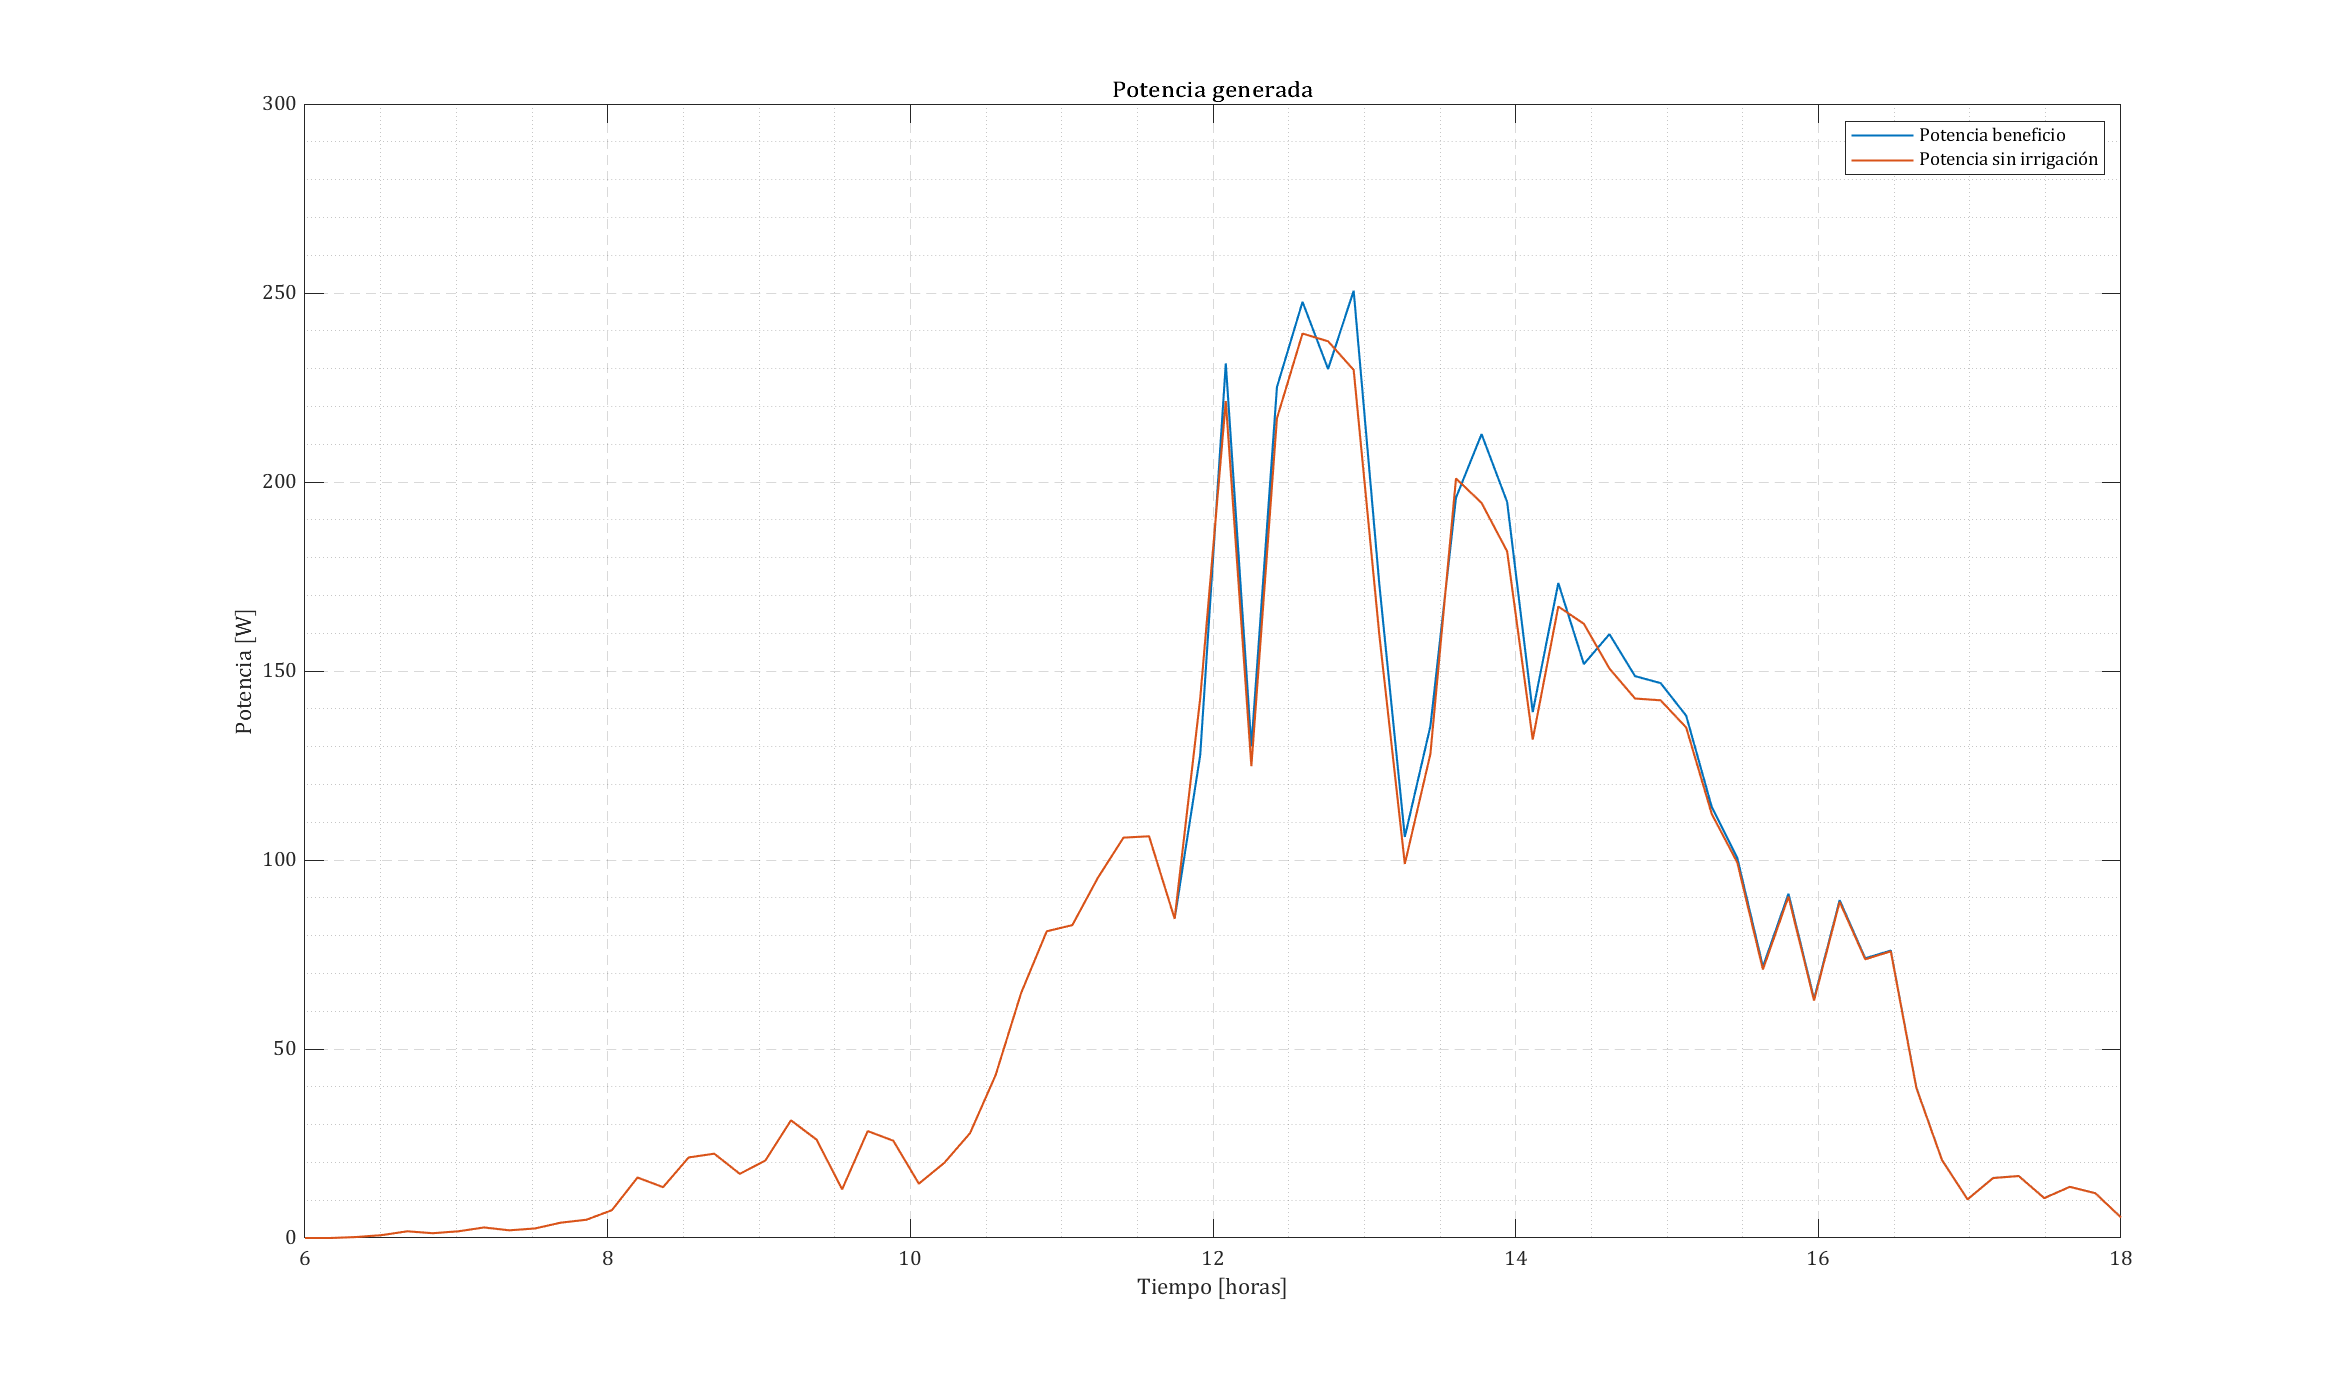 Potencia generada
300
250
200
150
100
50
0
Potencia [W]
Potencia beneficio
Potencia sin irrigación
6 8 10 12 14 16 18
Tiempo [horas]